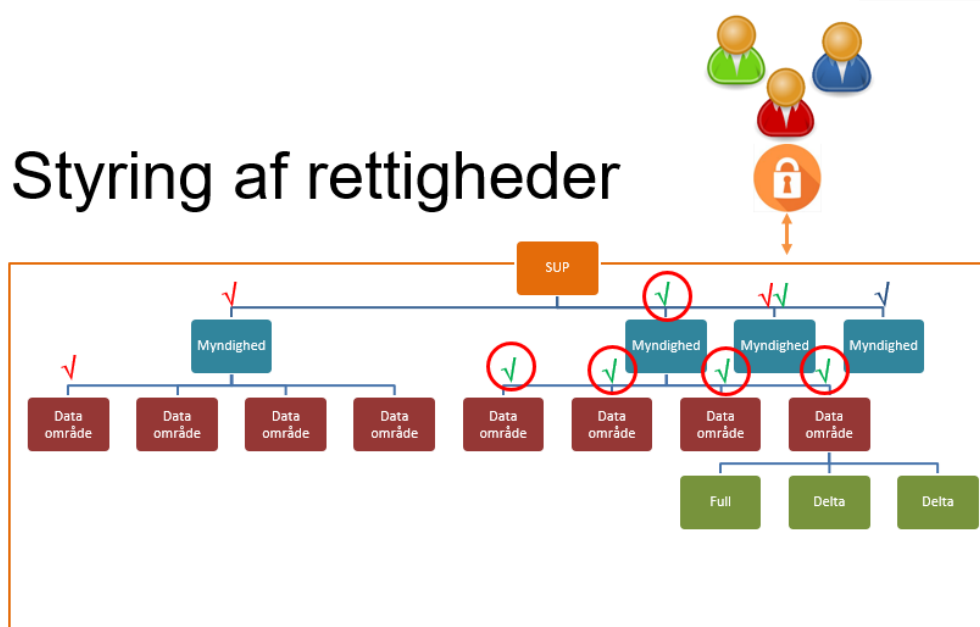 Styring af rettigheder
SUP
√
√
√√
√
Myndighed
Myndighed
Myndighed
Myndighed
√
√
√
√
√
Data
område
Data
område
Data
område
Data
område
Data
område
Data
område
Data
område
Data
område
Full
Delta
Delta